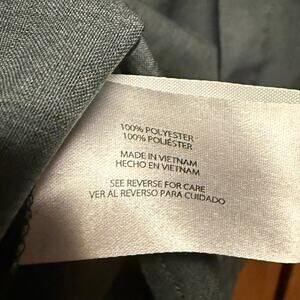 100% POLYESTER
100% POLIÉSTER
MADE IN VIETNAM
HECHO EN VIETNAM
SEE REVERSE FOR CARE
VER AL REVERSO PARA CUIDADO